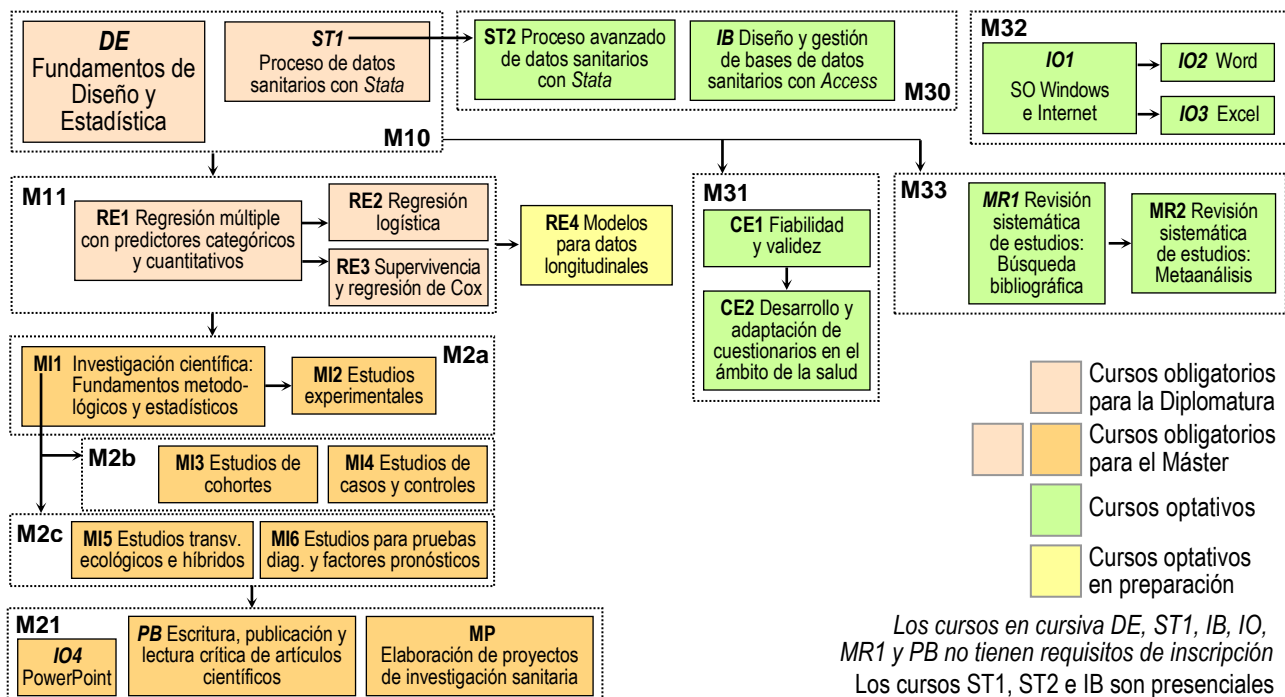 DE
Fundamentos de
Diseño y
Estadística
ST1
Proceso de datos
sanitarios con Stata
M10
ST2 Proceso avanzado
de datos sanitarios
con Stata
IB Diseño y gestión
de bases de datos
sanitarios con Access
M30
M32
IO1
SO Windows
e Internet
IO2 Word
IO3 Excel
M11
RE1 Regresión múltiple
con predictores categóricos
y cuantitativos
RE2 Regresión
logística
RE3 Supervivencia
y regresión de Cox
RE4 Modelos
para datos
longitudinales
M31
CE1 Fiabilidad
y validez
CE2 Desarrollo y
adaptación de
cuestionarios en el
ámbito de la salud
M33
MR1 Revisión
sistemática
de estudios:
Búsqueda
bibliográfica
MR2 Revisión
sistemática
de estudios:
Metaanálisis
M2a
MI1 Investigación científica:
Fundamentos metodo-
lógicos y estadísticos
MI2 Estudios
experimentales
M2b
MI3 Estudios de
cohortes
MI4 Estudios de
casos y controles
M2c
MI5 Estudios transv.
ecológicos e híbridos
MI6 Estudios para pruebas
diag. y factores pronósticos
M21
IO4
PowerPoint
PB Escritura, publicación y
lectura crítica de artículos
científicos
MP
Elaboración de proyectos
de investigación sanitaria
Cursos obligatorios
para la Diplomatura
Cursos obligatorios
para el Máster
Cursos optativos
Cursos optativos
en preparación
Los cursos en cursiva DE, ST1, IB, IO,
MR1 y PB no tienen requisitos de inscripción
Los cursos ST1, ST2 e IB son presenciales